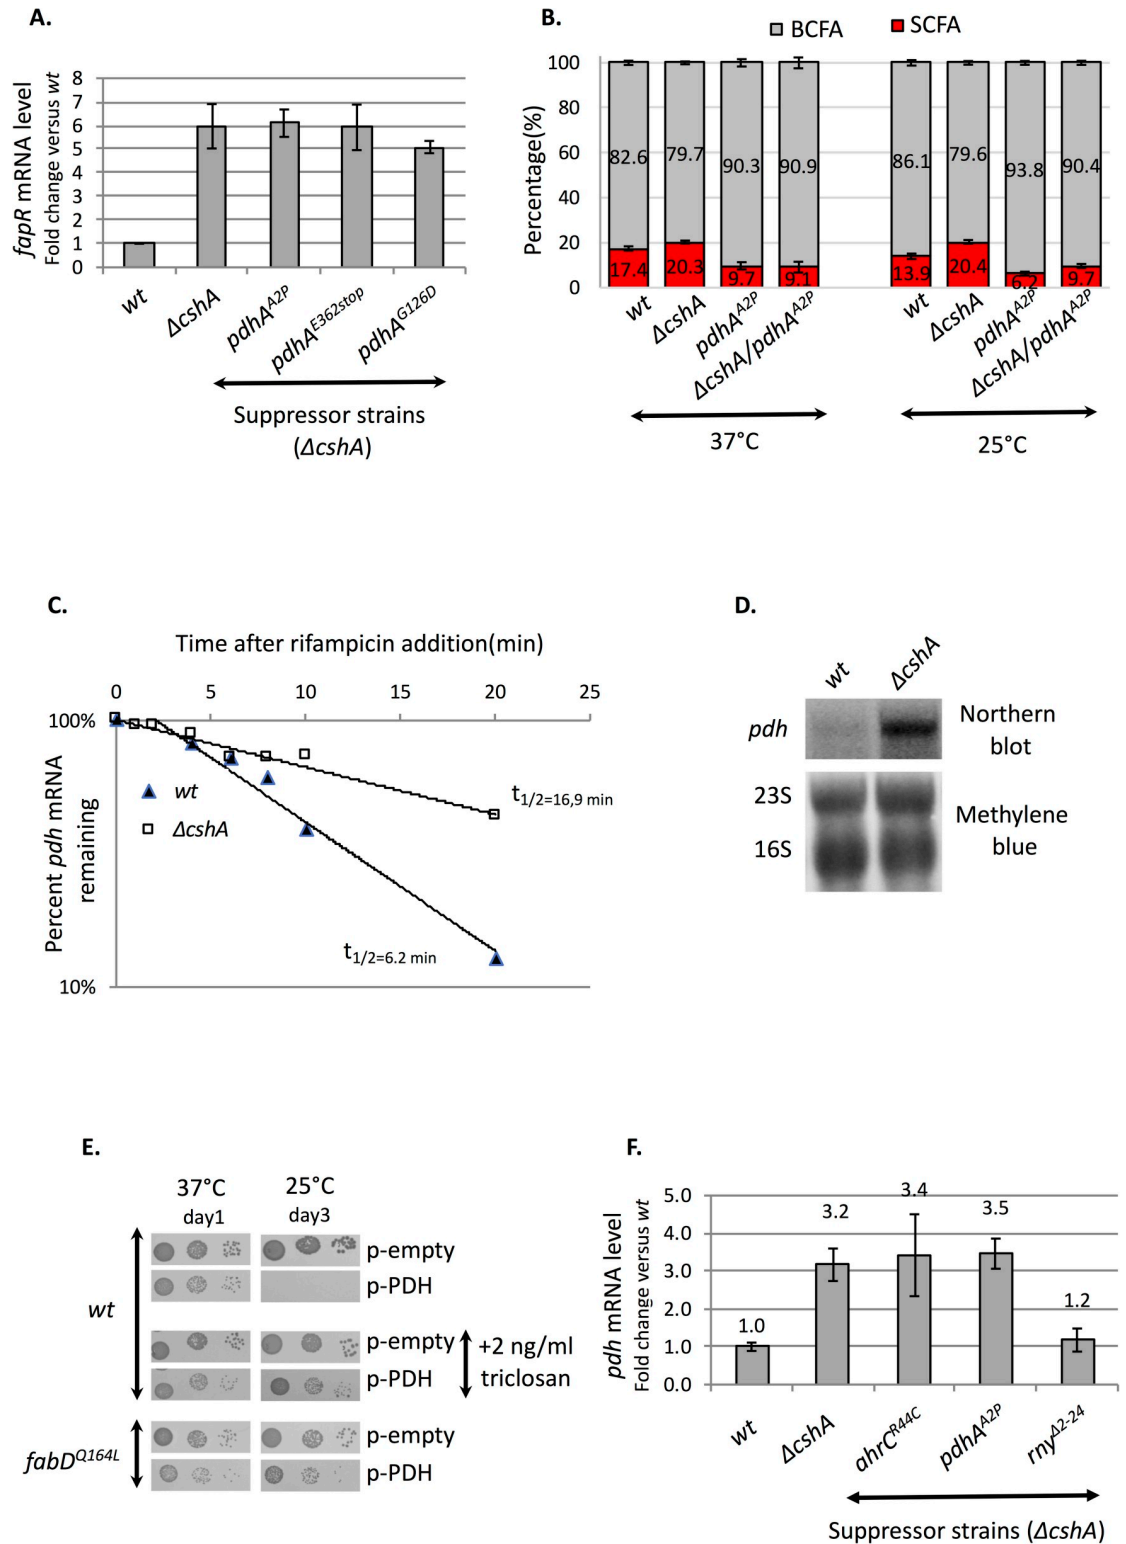 A.
fapR mRNA level
Fold change versus wt
8
7
6
5
4
3
2
1
0
wt
ΔcshA
pdhA^A2P
pdhA^E362stop
pdhA^G126D
Suppressor strains
(ΔcshA)
B.
BCFA
SCFA
Percentage(%)
100
80
60
40
20
0
82.6
79.7
90.3
90.9
86.1
79.6
93.8
90.4
17.4
20.3
9.7
9.1
13.9
20.4
6.2
9.7
wt
ΔcshA
pdhA^A2P
ΔcshA/pdhA^A2P
wt
ΔcshA
pdhA^A2P
ΔcshA/pdhA^A2P
37°C
25°C
C.
Time after rifampicin addition(min)
0
5
10
15
20
25
100%
10%
Percent pdh mRNA
remaining
wt
ΔcshA
t1/2=16,9 min
t1/2=6.2 min
D.
wt
ΔcshA
pdh
Northern
blot
23S
16S
Methylene
blue
E.
37°C
day1
25°C
day3
wt
p-empty
p-PDH
p-empty
p-PDH
+2 ng/ml
triclosan
fabD^Q164L
p-empty
p-PDH
F.
pdh mRNA level
Fold change versus wt
5.0
4.0
3.0
2.0
1.0
0.0
1.0
3.2
3.4
3.5
1.2
wt
ΔcshA
ahrC^R44C
pdhA^A2P
rny^Δ2-24
Suppressor strains (ΔcshA)